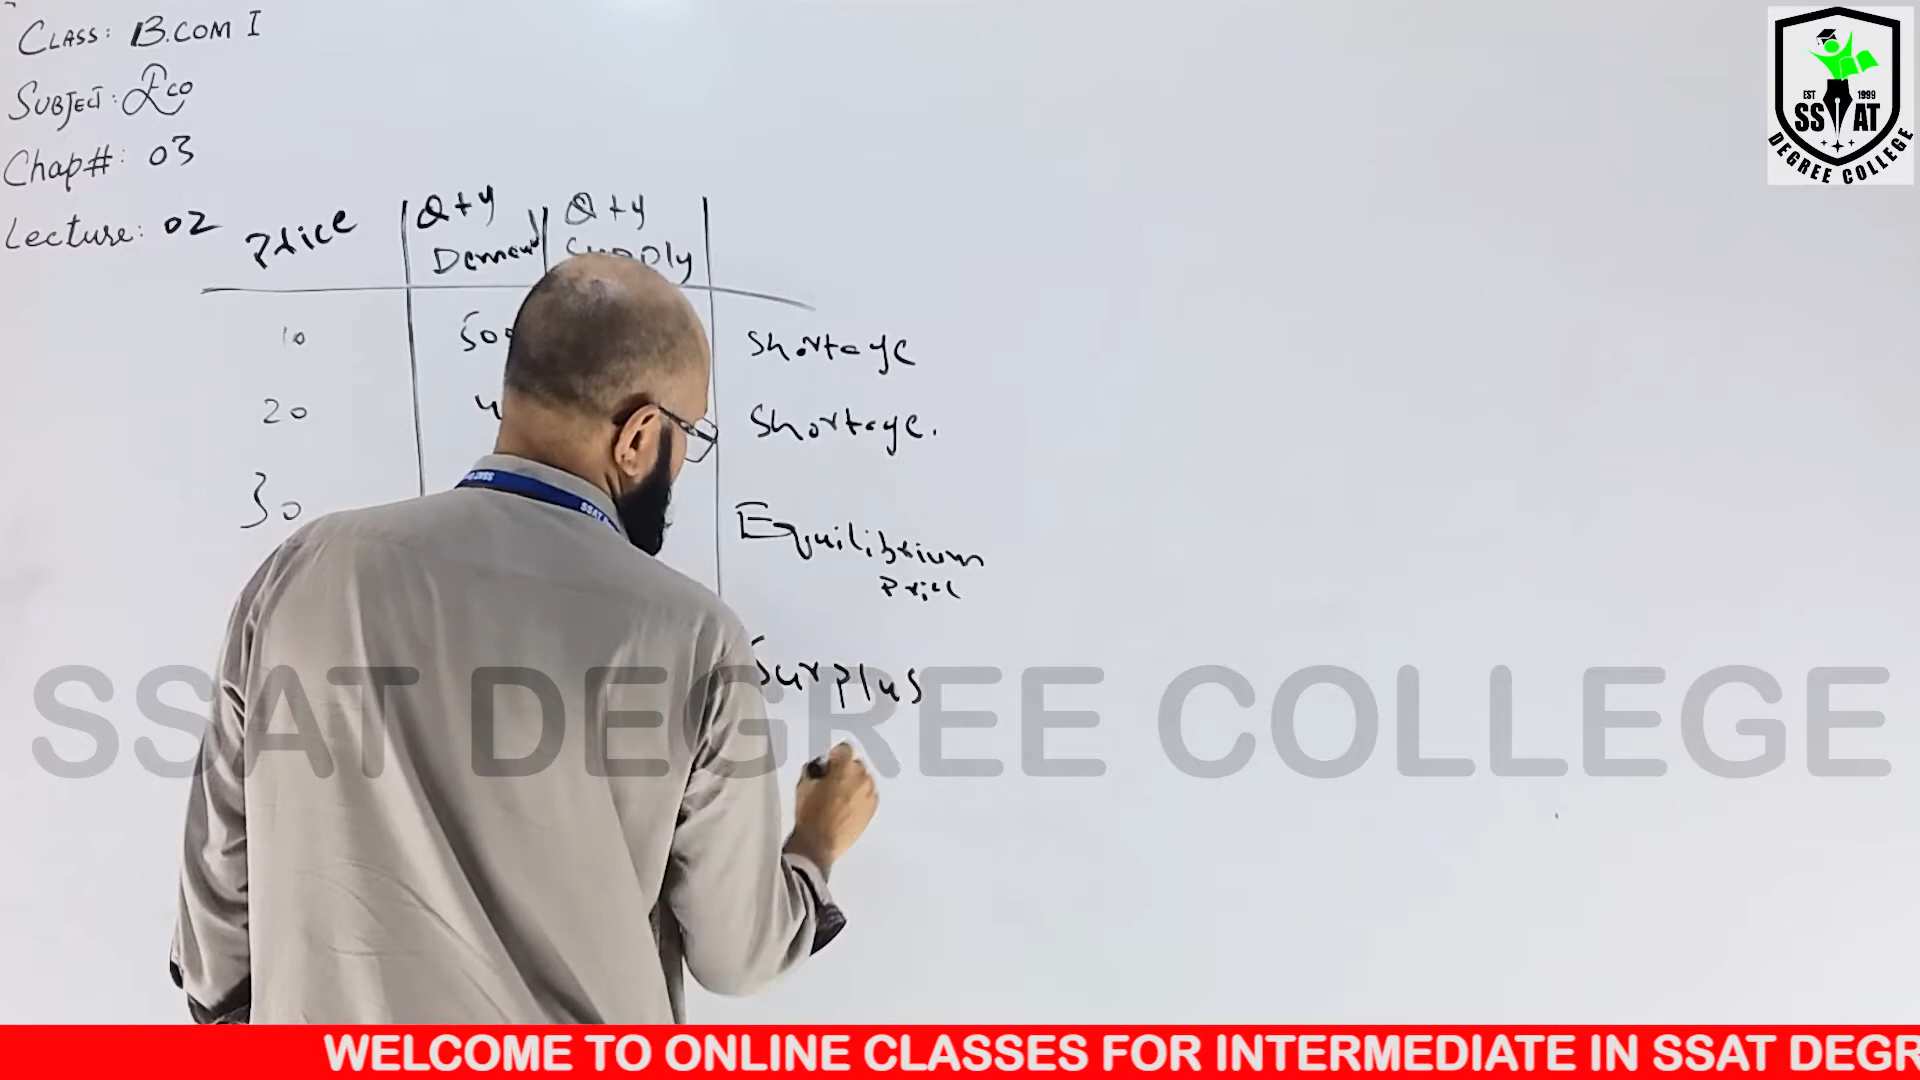 CLASS: B.COM I
SUBJECT: Eco
Chap#: 03
Lecture: 02
Price Qty Demand Qty Supply
10 500 Shortage
20 Shortage.
30 Equilibrium
Price
Surplus
EST 1999
SSAT
DEGREE COLLEGE
SSAT DEGREE COLLEGE
WELCOME TO ONLINE CLASSES FOR INTERMEDIATE IN SSAT DEGR